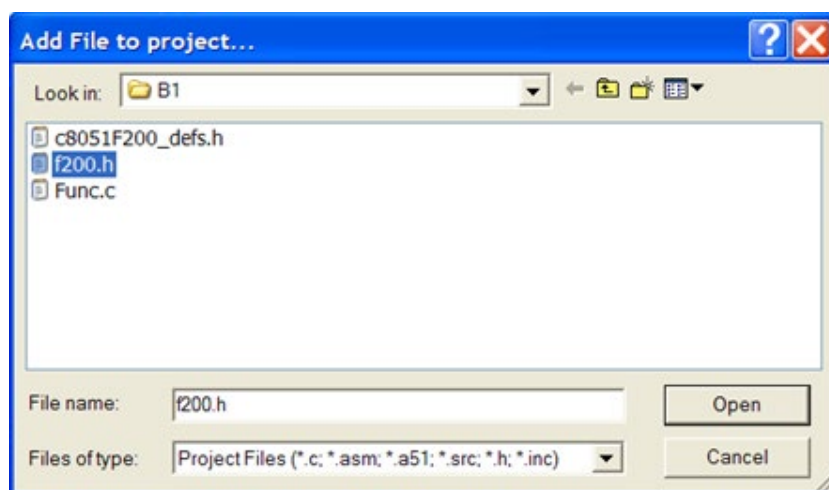 Add File to project...
Look in: B1
c8051F200_defs.h
f200.h
Func.c
File name: f200.h Open
Files of type: Project Files (*.c; *.asm; *.a51; *.src; *.h; *.inc) Cancel